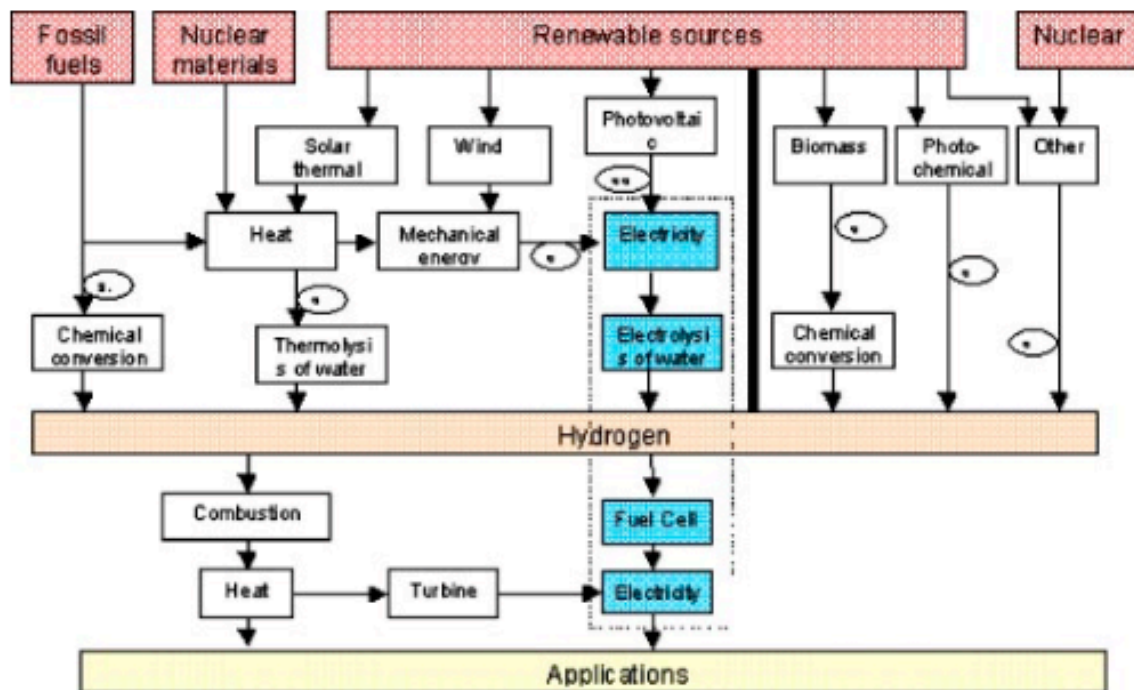 Fossil
fuels
Nuclear
materials
Renewable sources
Nuclear
Solar
thermal
Wind
Photovoltai
c
Biomass
Photo-
chemical
Other
Heat
Mechanical
energy
Electricity
Chemical
conversion
Thermolysi
s of water
Electrolysi
s of water
Chemical
conversion
Hydrogen
Combustion
Fuel Cell
Heat
Turbine
Electricity
Applications